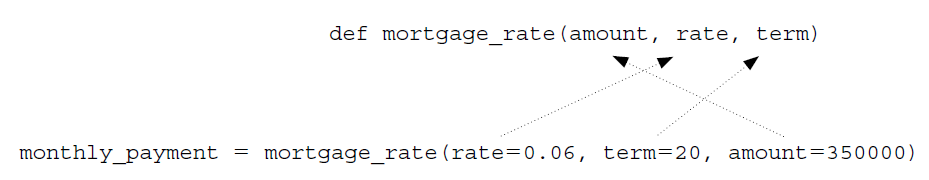 def mortgage_rate(amount, rate, term)
monthly_payment = mortgage_rate(rate=0.06, term=20, amount=350000)